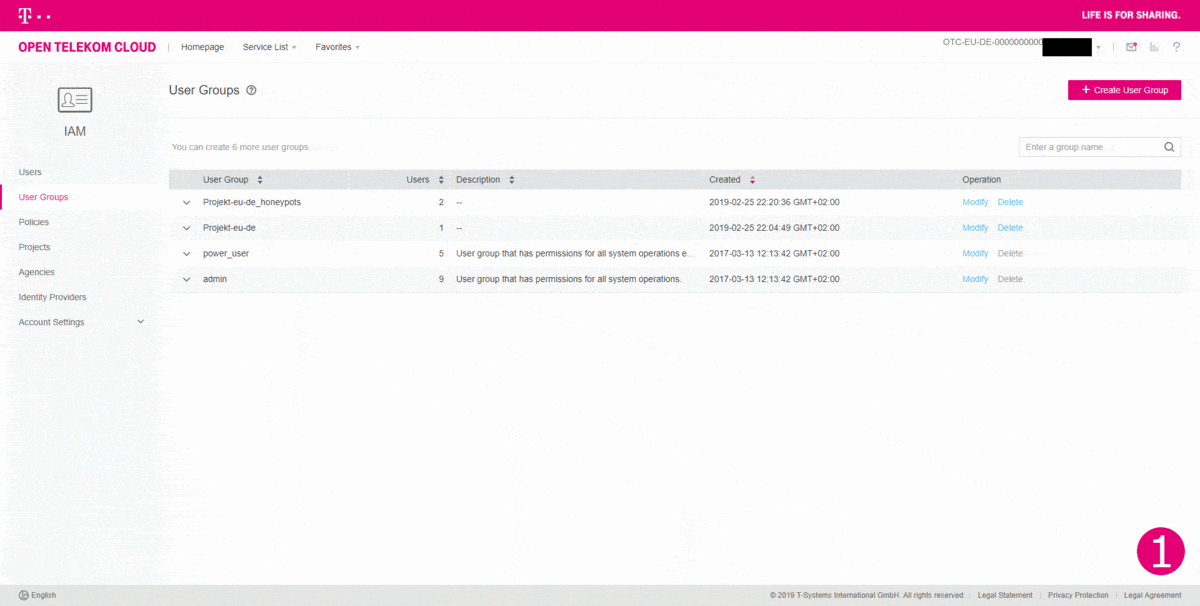 T
LIFE IS FOR SHARING.
OPEN TELEKOM CLOUD Homepage Service List Favorites OTC-EU-DE-0000000000 ?
IAM
Users
User Groups
Policies
Projects
Agencies
Identity Providers
Account Settings
User Groups ?
+ Create User Group
You can create 6 more user groups.
Enter a group name.
User Group Users Description Created Operation
Projekt-eu-de_honeypots 2 -- 2019-02-25 22:20:36 GMT+02:00 Modify Delete
Projekt-eu-de 1 -- 2019-02-25 22:04:49 GMT+02:00 Modify Delete
power_user 5 User group that has permissions for all system operations e... 2017-03-13 12:13:42 GMT+02:00 Modify Delete
admin 9 User group that has permissions for all system operations. 2017-03-13 12:13:42 GMT+02:00 Modify Delete
1
English © 2019 T-Systems International GmbH. All rights reserved. | Legal Statement | Privacy Protection | Legal Agreement